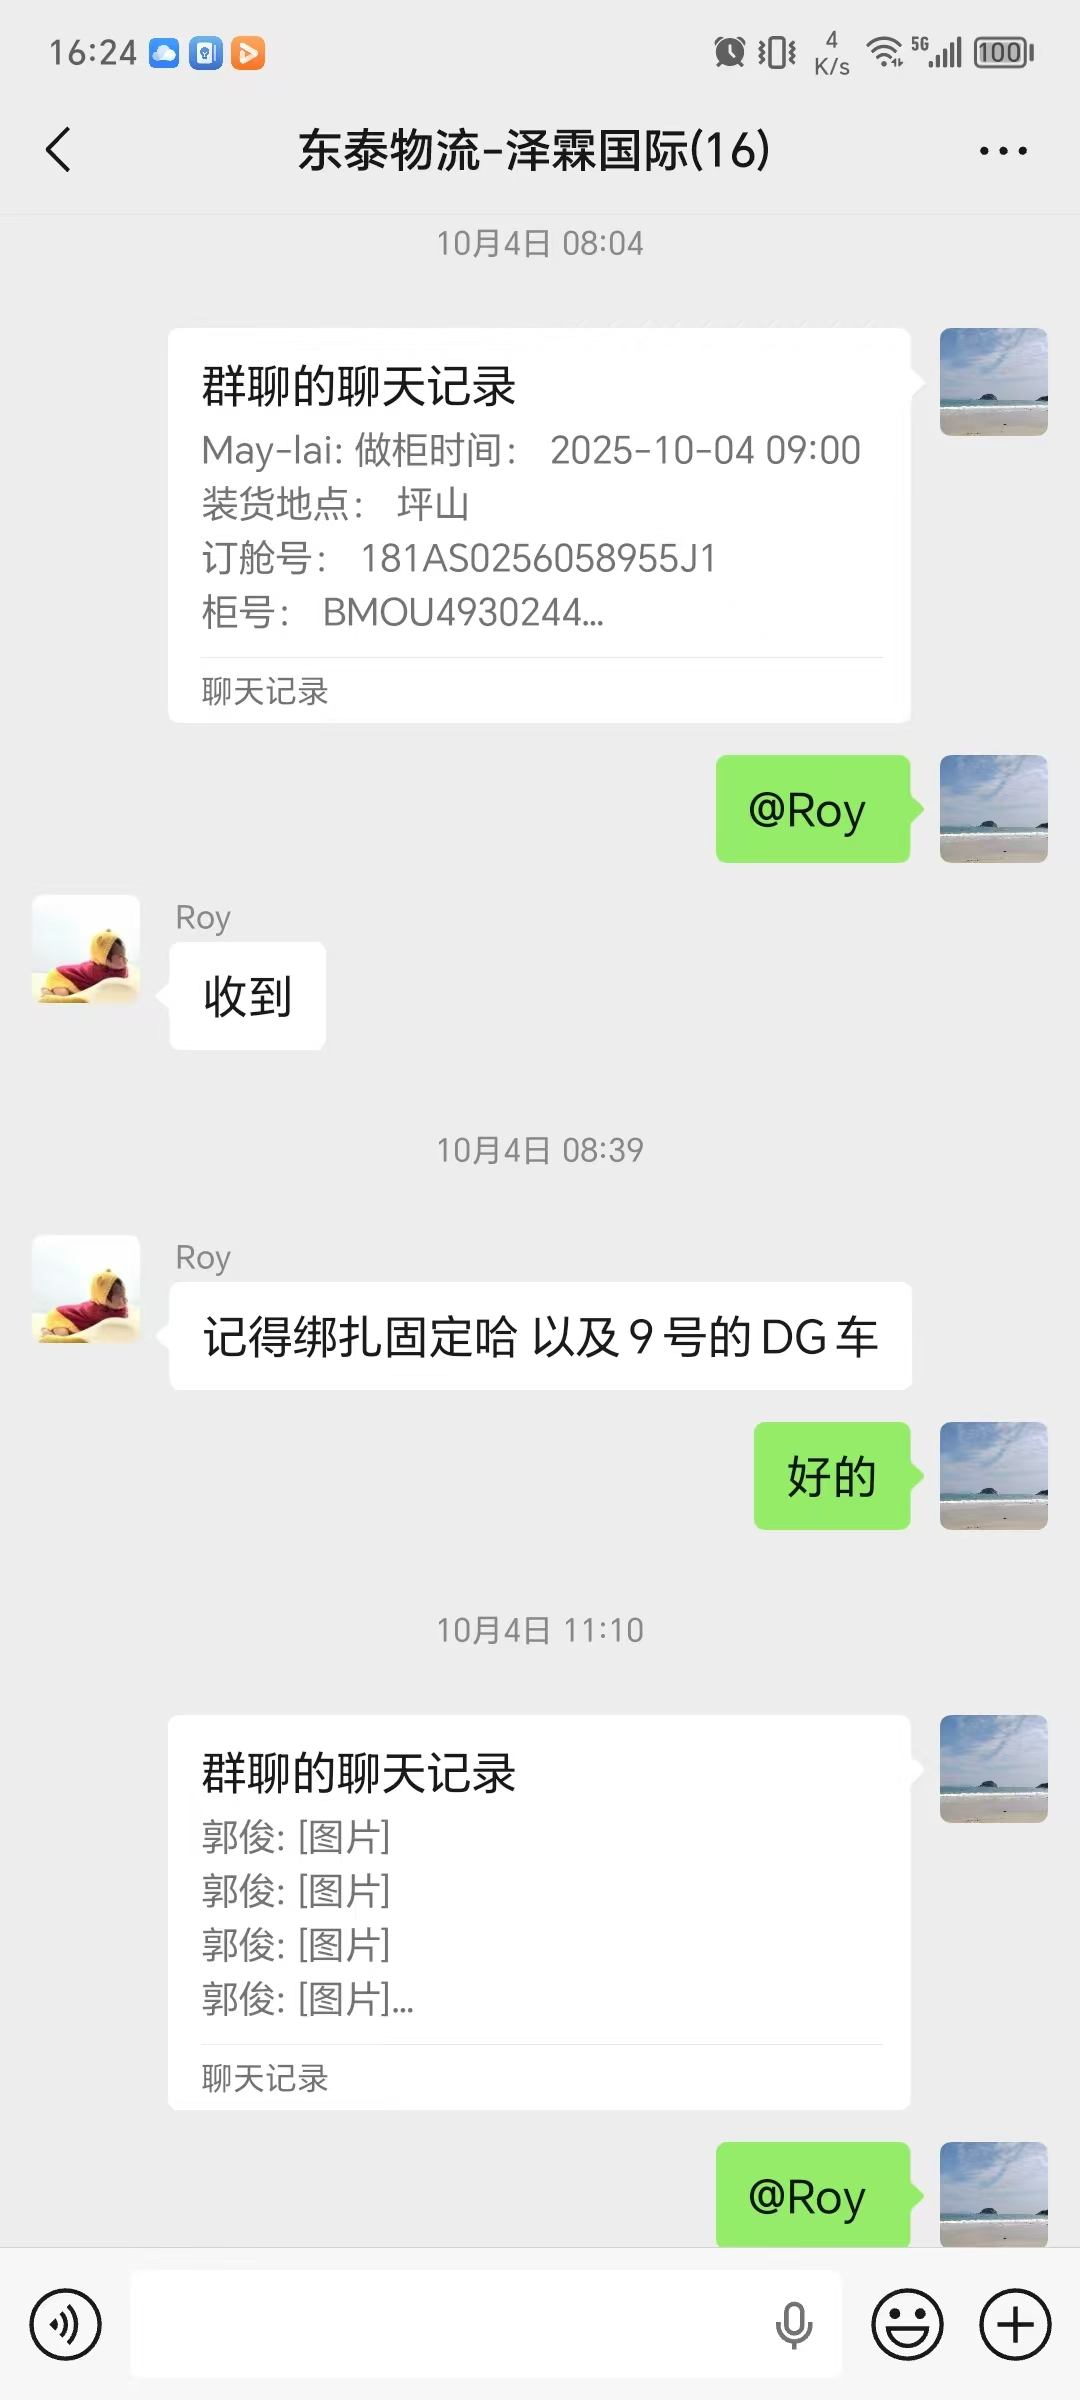 16:24
4
K/s
5G
100
东泰物流-泽霖国际(16)
10月4日 08:04
群聊的聊天记录
May-lai: 做柜时间： 2025-10-04 09:00
装货地点： 坪山
订舱号： 181AS0256058955J1
柜号： BMOU4930244...
聊天记录
@Roy
Roy
收到
10月4日 08:39
Roy
记得绑扎固定哈 以及 9 号的 DG 车
好的
10月4日 11:10
群聊的聊天记录
郭俊: [图片]
郭俊: [图片]
郭俊: [图片]
郭俊: [图片]...
聊天记录
@Roy